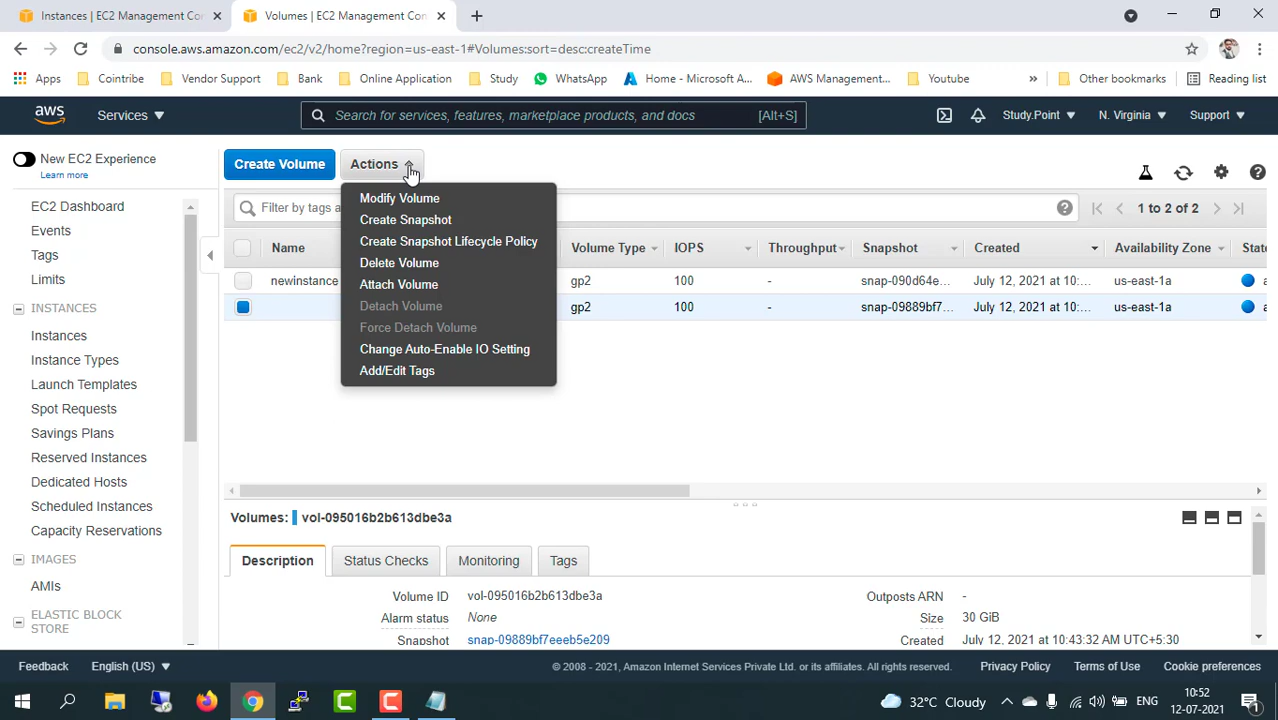 Instances | EC2 Management Con
Volumes | EC2 Management Con
console.aws.amazon.com/ec2/v2/home?region=us-east-1#Volumes:sort=desc:createTime
Apps
Cointribe
Vendor Support
Bank
Online Application
Study
WhatsApp
Home - Microsoft A...
AWS Management...
Youtube
»
Other bookmarks
Reading list
aws
Services
Search for services, features, marketplace products, and docs
[Alt+S]
Study.Point
N. Virginia
Support
New EC2 Experience
Learn more
EC2 Dashboard
Events
Tags
Limits
INSTANCES
Instances
Instance Types
Launch Templates
Spot Requests
Savings Plans
Reserved Instances
Dedicated Hosts
Scheduled Instances
Capacity Reservations
IMAGES
AMIs
ELASTIC BLOCK
STORE
Create Volume
Actions
Modify Volume
Create Snapshot
Create Snapshot Lifecycle Policy
Delete Volume
Attach Volume
Detach Volume
Force Detach Volume
Change Auto-Enable IO Setting
Add/Edit Tags
Filter by tags a
1 to 2 of 2
Name
Volume Type
IOPS
Throughput
Snapshot
Created
Availability Zone
State
newinstance
gp2
100
-
snap-090d64e...
July 12, 2021 at 10:...
us-east-1a
a
gp2
100
-
snap-09889bf7...
July 12, 2021 at 10:...
us-east-1a
a
Volumes:
vol-095016b2b613dbe3a
Description
Status Checks
Monitoring
Tags
Volume ID
vol-095016b2b613dbe3a
Outposts ARN
-
Alarm status
None
Size
30 GiB
Snapshot
snap-09889bf7eeeb5e209
Created
July 12, 2021 at 10:43:32 AM UTC+5:30
Feedback
English (US)
© 2008 - 2021, Amazon Internet Services Private Ltd. or its affiliates. All rights reserved.
Privacy Policy
Terms of Use
Cookie preferences
32°C Cloudy
ENG
10:52
12-07-2021
1